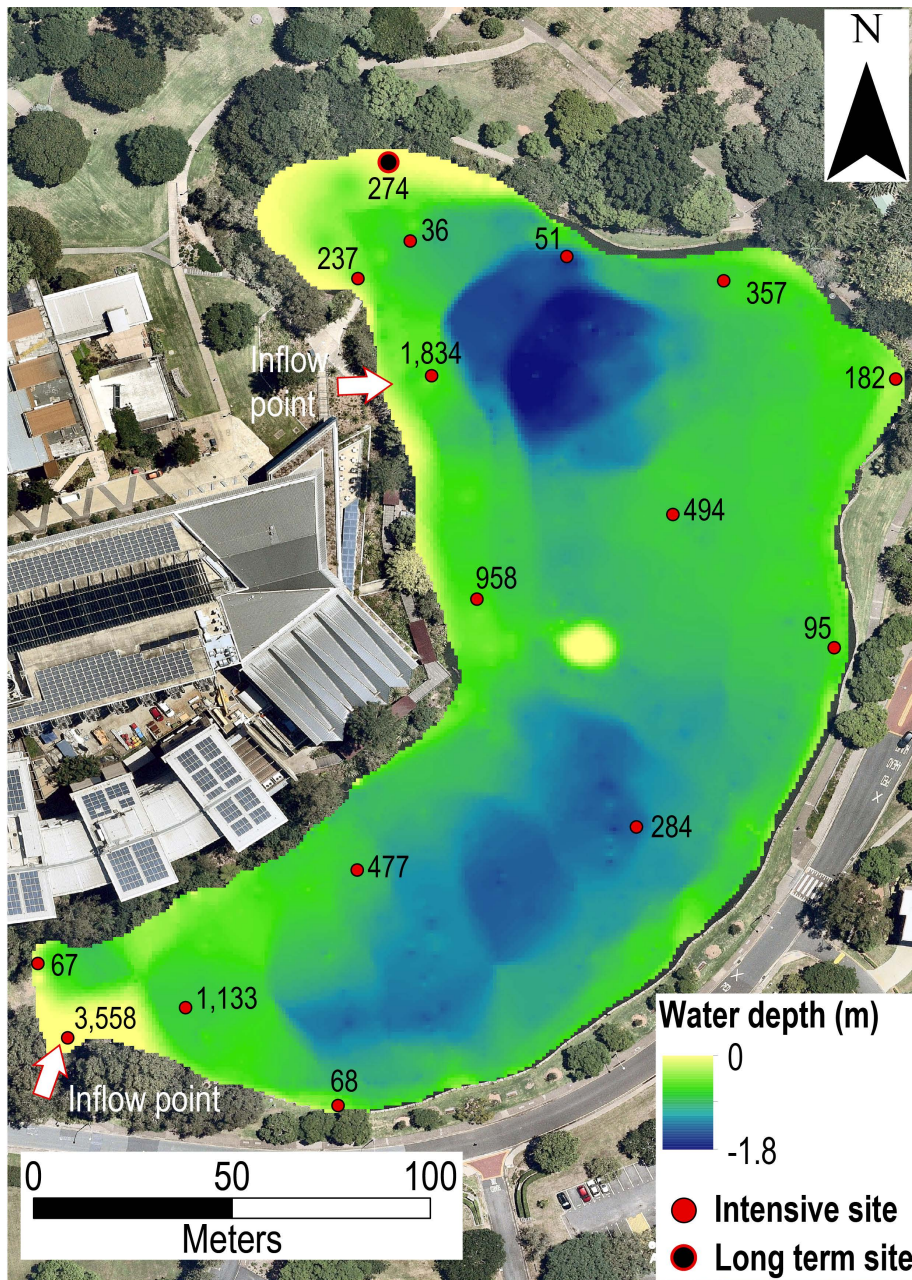 N
274
36
51
237
357
Inflow
point
1,834
182
494
958
95
284
477
67
1,133
3,558
Inflow point
68
Water depth (m)
0
-1.8
0 50 100
Meters
Intensive site
Long term site